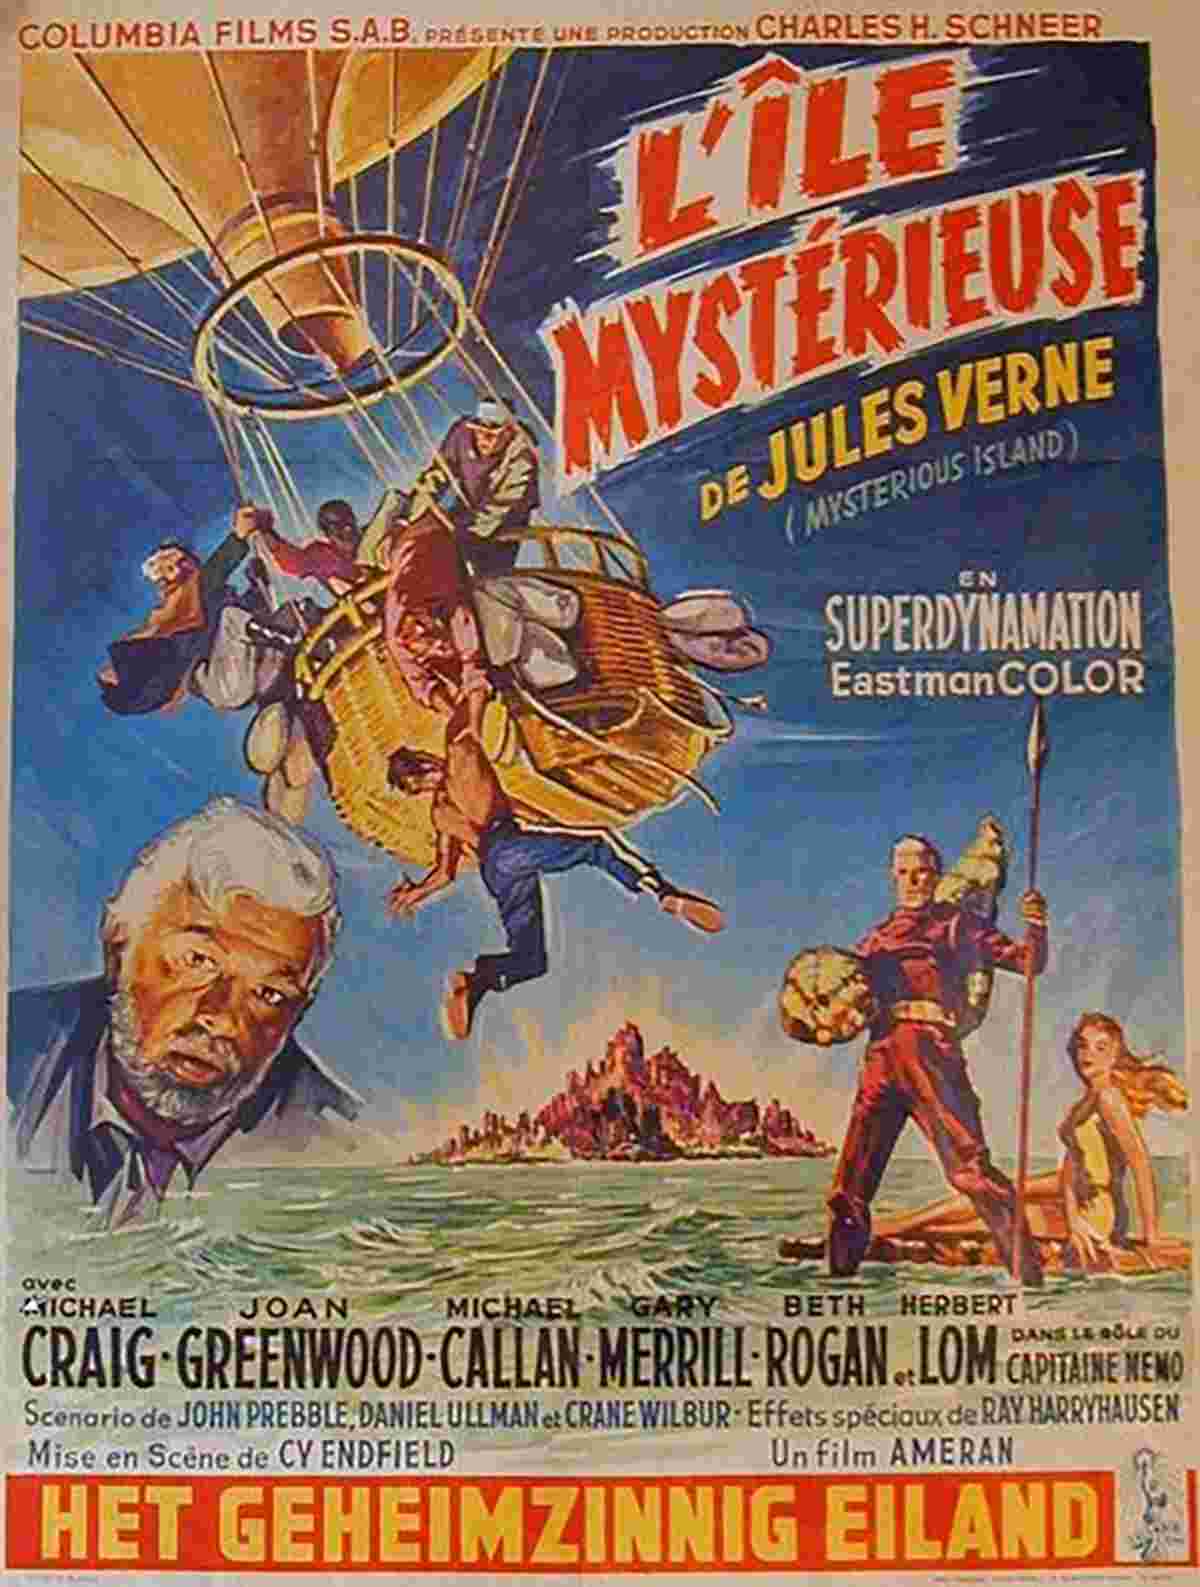 COLUMBIA FILMS S.A.B. PRÉSENTE UNE PRODUCTION CHARLES H. SCHNEER
L'ÎLE
MYSTÉRIEUSE
DE JULES VERNE
(MYSTERIOUS ISLAND)
EN
SUPERDYNAMATION
EastmanCOLOR
avec
MICHAEL JOAN MICHAEL GARY BETH HERBERT
CRAIG · GREENWOOD - CALLAN · MERRILL - ROGAN et LOM DANS LE RÔLE DU CAPITAINE NEMO
Scenario de JOHN PREBBLE, DANIEL ULLMAN et CRANE WILBUR - Effets spéciaux de RAY HARRYHAUSEN
Mise en Scène de CY ENDFIELD Un film AMERAN
HET GEHEIMZINNIG EILAND